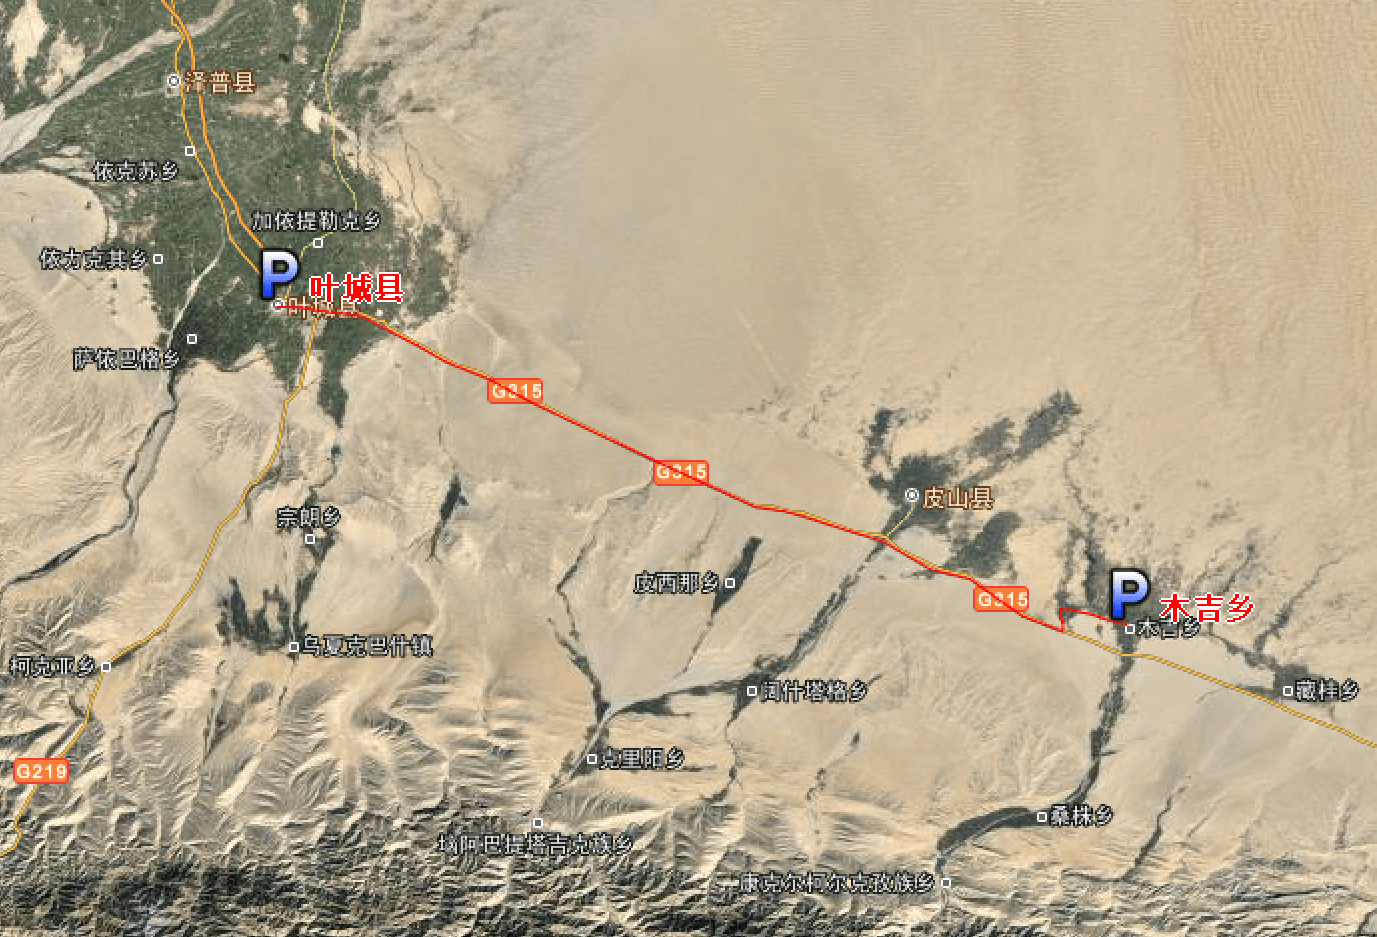 泽普县
依克苏乡
加依提勒克乡
依力克其乡
P
叶城县
叶城县
萨依巴格乡
G315
G315
皮山县
宗朗乡
皮西那乡
G315
P
木吉乡
木吉乡
乌夏克巴什镇
柯克亚乡
阔什塔格乡
藏桂乡
克里阳乡
G219
桑株乡
垴阿巴提塔吉克族乡
康克尔柯尔克孜族乡